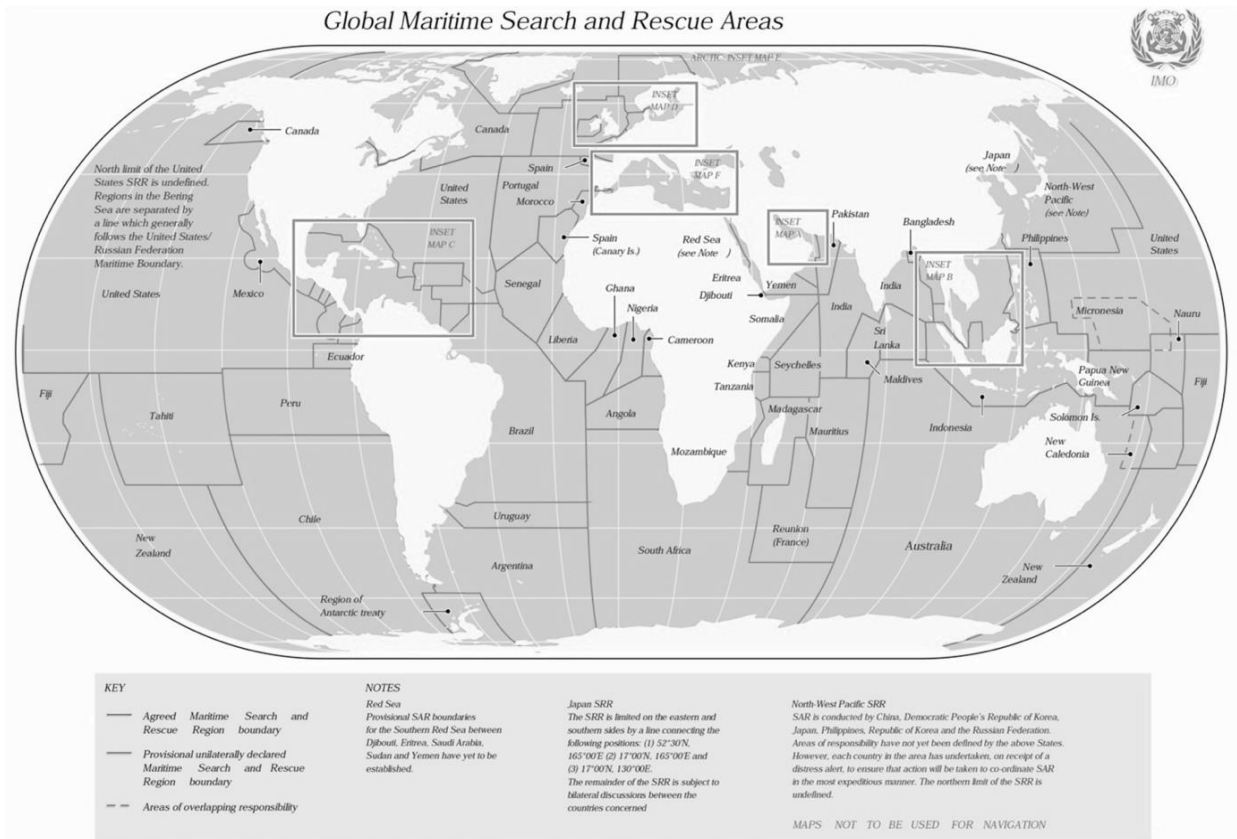 Global Maritime Search and Rescue Areas
IMO
ARCTIC INSET MAP E
INSET
MAP D
Canada
Canada
North limit of the United
States SRR is undefined.
Regions in the Bering
Sea are separated by
a line which generally
follows the United States/
Russian Federation
Maritime Boundary.
Spain
INSET
MAP F
Japan
(see Note )
United
States
Portugal
Morocco
North-West
Pacific
(see Note)
INSET
MAP C
INSET
MAP A
Pakistan
Bangladesh
Spain
(Canary Is.)
Red Sea
(see Note )
Philippines
United
States
INSET
MAP B
United States
Mexico
Senegal
Ghana
Eritrea
Yemen
Djibouti
India
India
Nigeria
Somalia
Micronesia
Nauru
Liberia
Cameroon
Sri
Lanka
Ecuador
Kenya
Seychelles
Tanzania
Maldives
Papua New
Guinea
Fiji
Fiji
Tahiti
Peru
Angola
Madagascar
Brazil
Mauritius
Indonesia
Solomon Is.
Mozambique
New
Caledonia
Chile
Uruguay
New
Zealand
Argentina
South Africa
Reunion
(France)
Australia
New
Zealand
Region of
Antarctic treaty
KEY
Agreed Maritime Search and
Rescue Region boundary
Provisional unilaterally declared
Maritime Search and Rescue
Region boundary
Areas of overlapping responsibility
NOTES
Red Sea
Provisional SAR boundaries
for the Southern Red Sea between
Djibouti, Eritrea, Saudi Arabia,
Sudan and Yemen have yet to be
established.
Japan SRR
The SRR is limited on the eastern and
southern sides by a line connecting the
following positions: (1) 52°30'N,
165°00'E (2) 17°00'N, 165°00'E and
(3) 17°00'N, 130°00'E.
The remainder of the SRR is subject to
bilateral discussions between the
countries concerned
North-West Pacific SRR
SAR is conducted by China, Democratic People's Republic of Korea,
Japan, Philippines, Republic of Korea and the Russian Federation.
Areas of responsibility have not yet been defined by the above States.
However, each country in the area has undertaken, on receipt of a
distress alert, to ensure that action will be taken to co-ordinate SAR
in the most expeditious manner. The northern limit of the SRR is
undefined.
MAPS NOT TO BE USED FOR NAVIGATION